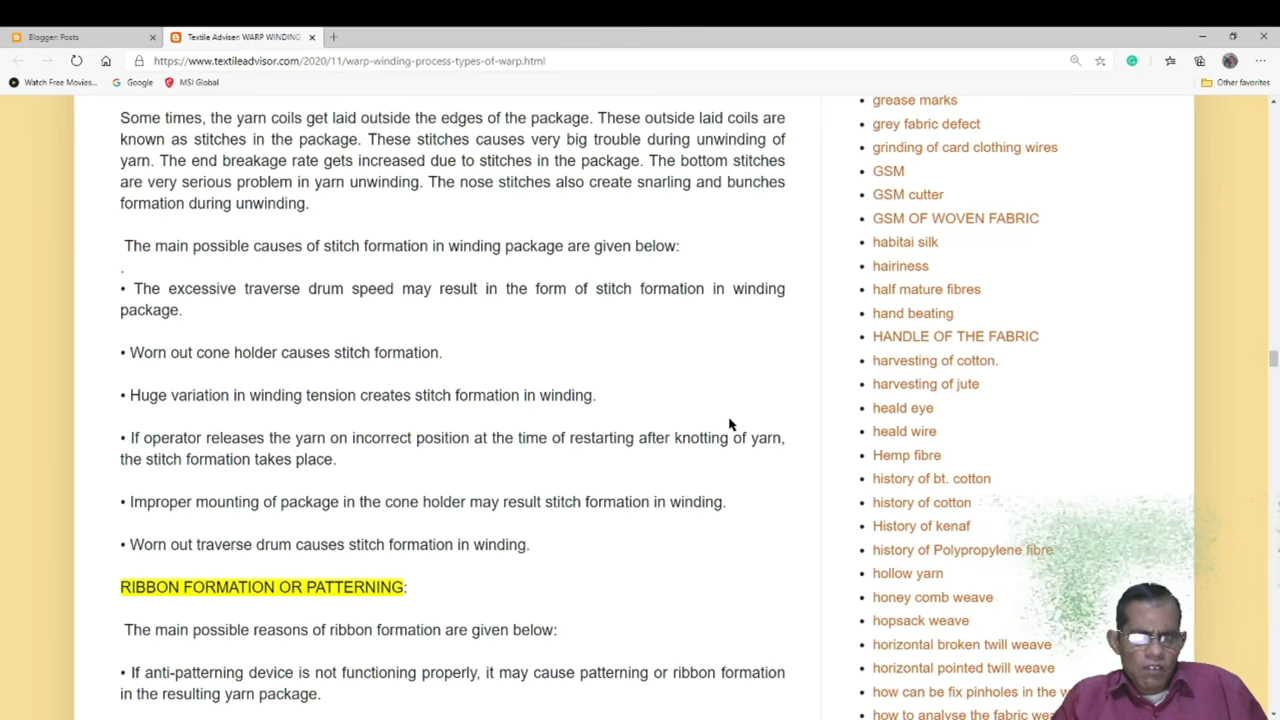 Blogger: Posts
Textile Adviser: WARP WINDING
https://www.textileadvisor.com/2020/11/warp-winding-process-types-of-warp.html
Watch Free Movies...
Google
MSI Global
Other favorites
Some times, the yarn coils get laid outside the edges of the package. These outside laid coils are
known as stitches in the package. These stitches causes very big trouble during unwinding of
yarn. The end breakage rate gets increased due to stitches in the package. The bottom stitches
are very serious problem in yarn unwinding. The nose stitches also create snarling and bunches
formation during unwinding.
The main possible causes of stitch formation in winding package are given below:
.
• The excessive traverse drum speed may result in the form of stitch formation in winding
package.
• Worn out cone holder causes stitch formation.
• Huge variation in winding tension creates stitch formation in winding.
• If operator releases the yarn on incorrect position at the time of restarting after knotting of yarn,
the stitch formation takes place.
• Improper mounting of package in the cone holder may result stitch formation in winding.
• Worn out traverse drum causes stitch formation in winding.
RIBBON FORMATION OR PATTERNING:
The main possible reasons of ribbon formation are given below:
• If anti-patterning device is not functioning properly, it may cause patterning or ribbon formation
in the resulting yarn package.
grease marks
grey fabric defect
grinding of card clothing wires
GSM
GSM cutter
GSM OF WOVEN FABRIC
habitai silk
hairiness
half mature fibres
hand beating
HANDLE OF THE FABRIC
harvesting of cotton.
harvesting of jute
heald eye
heald wire
Hemp fibre
history of bt. cotton
history of cotton
History of kenaf
history of Polypropylene fibre
hollow yarn
honey comb weave
hopsack weave
horizontal broken twill weave
horizontal pointed twill weave
how can be fix pinholes in the
how to analyse the fabric